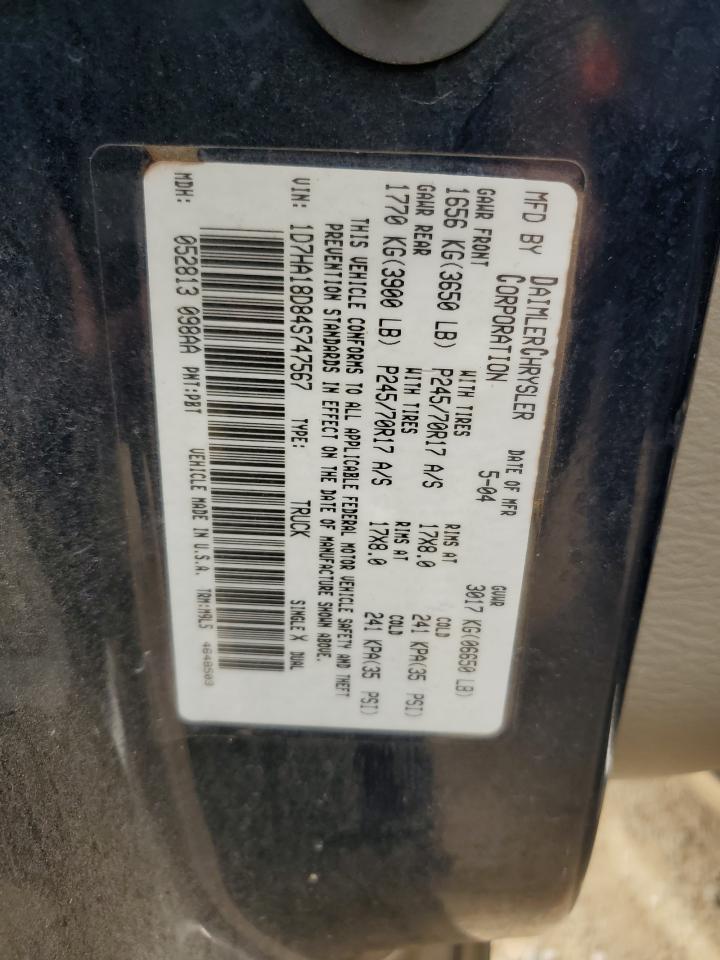 MFD BY DAIMLERCHRYSLER CORPORATION
DATE OF MFR 5-04
GVWR 3017 KG(06650 LB)
GAWR FRONT WITH TIRES RIMS AT COLD
1656 KG(3650 LB) P245/70R17 A/S 17X8.0 241 KPA(35 PSI)
GAWR REAR WITH TIRES RIMS AT COLD
1770 KG(3900 LB) P245/70R17 A/S 17X8.0 241 KPA(35 PSI)
THIS VEHICLE CONFORMS TO ALL APPLICABLE FEDERAL MOTOR VEHICLE SAFETY AND THEFT
PREVENTION STANDARDS IN EFFECT ON THE DATE OF MANUFACTURE SHOWN ABOVE.
VIN: 1D7HA18D84S747567 TYPE: TRUCK SINGLE X DUAL
MDH: 052813 098AA PNT:PBT VEHICLE MADE IN U.S.A. TRM:M9L5 4648503